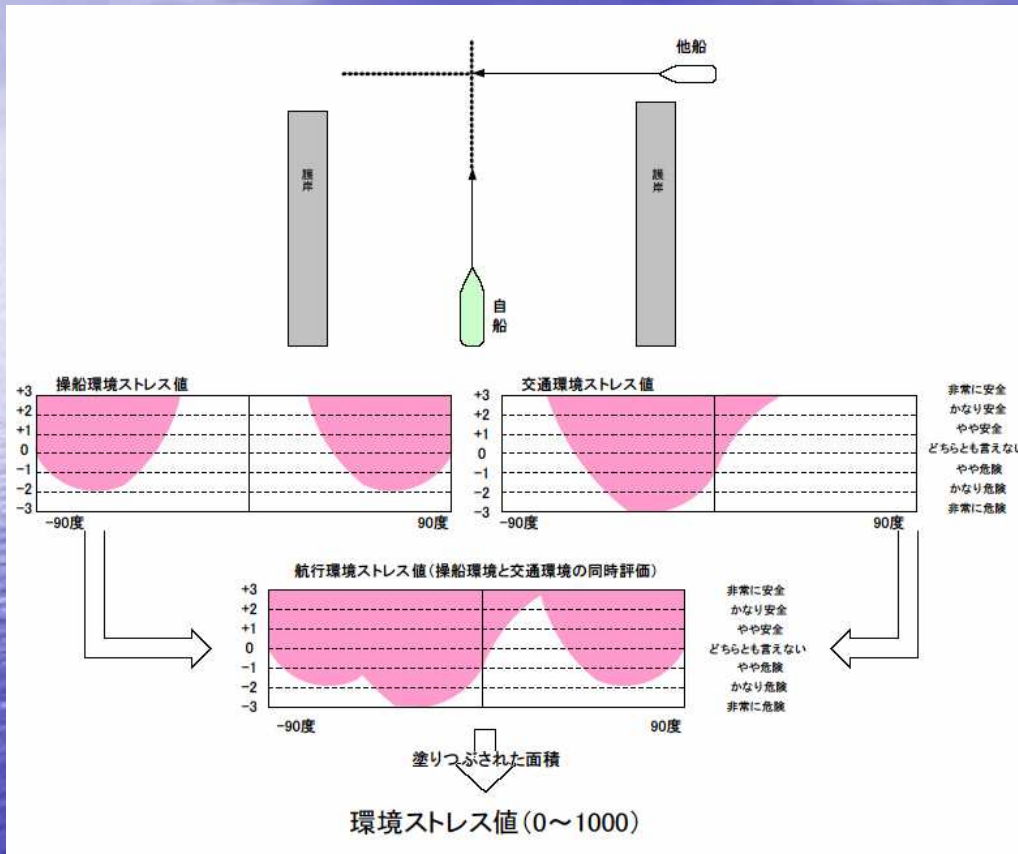 他船
護岸
護岸
自船
操船環境ストレス値
+3
+2
+1
0
-1
-2
-3
-90度
90度
交通環境ストレス値
+3
+2
+1
0
-1
-2
-3
-90度
90度
非常に安全
かなり安全
やや安全
どちらとも言えない
やや危険
かなり危険
非常に危険
航行環境ストレス値(操船環境と交通環境の同時評価)
+3
+2
+1
0
-1
-2
-3
-90度
90度
非常に安全
かなり安全
やや安全
どちらとも言えない
やや危険
かなり危険
非常に危険
塗りつぶされた面積
環境ストレス値(0~1000)